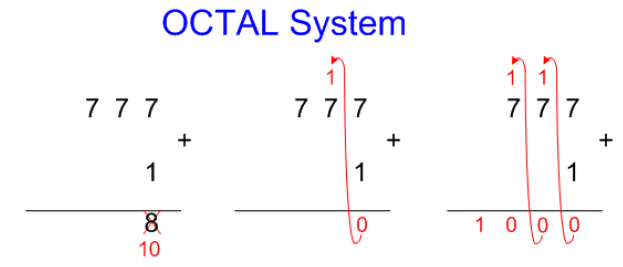 OCTAL System
1 1 1
7 7 7 7 7 7 7 7 7
+ + +
1 1 1
8 0 1 0 0 0
10